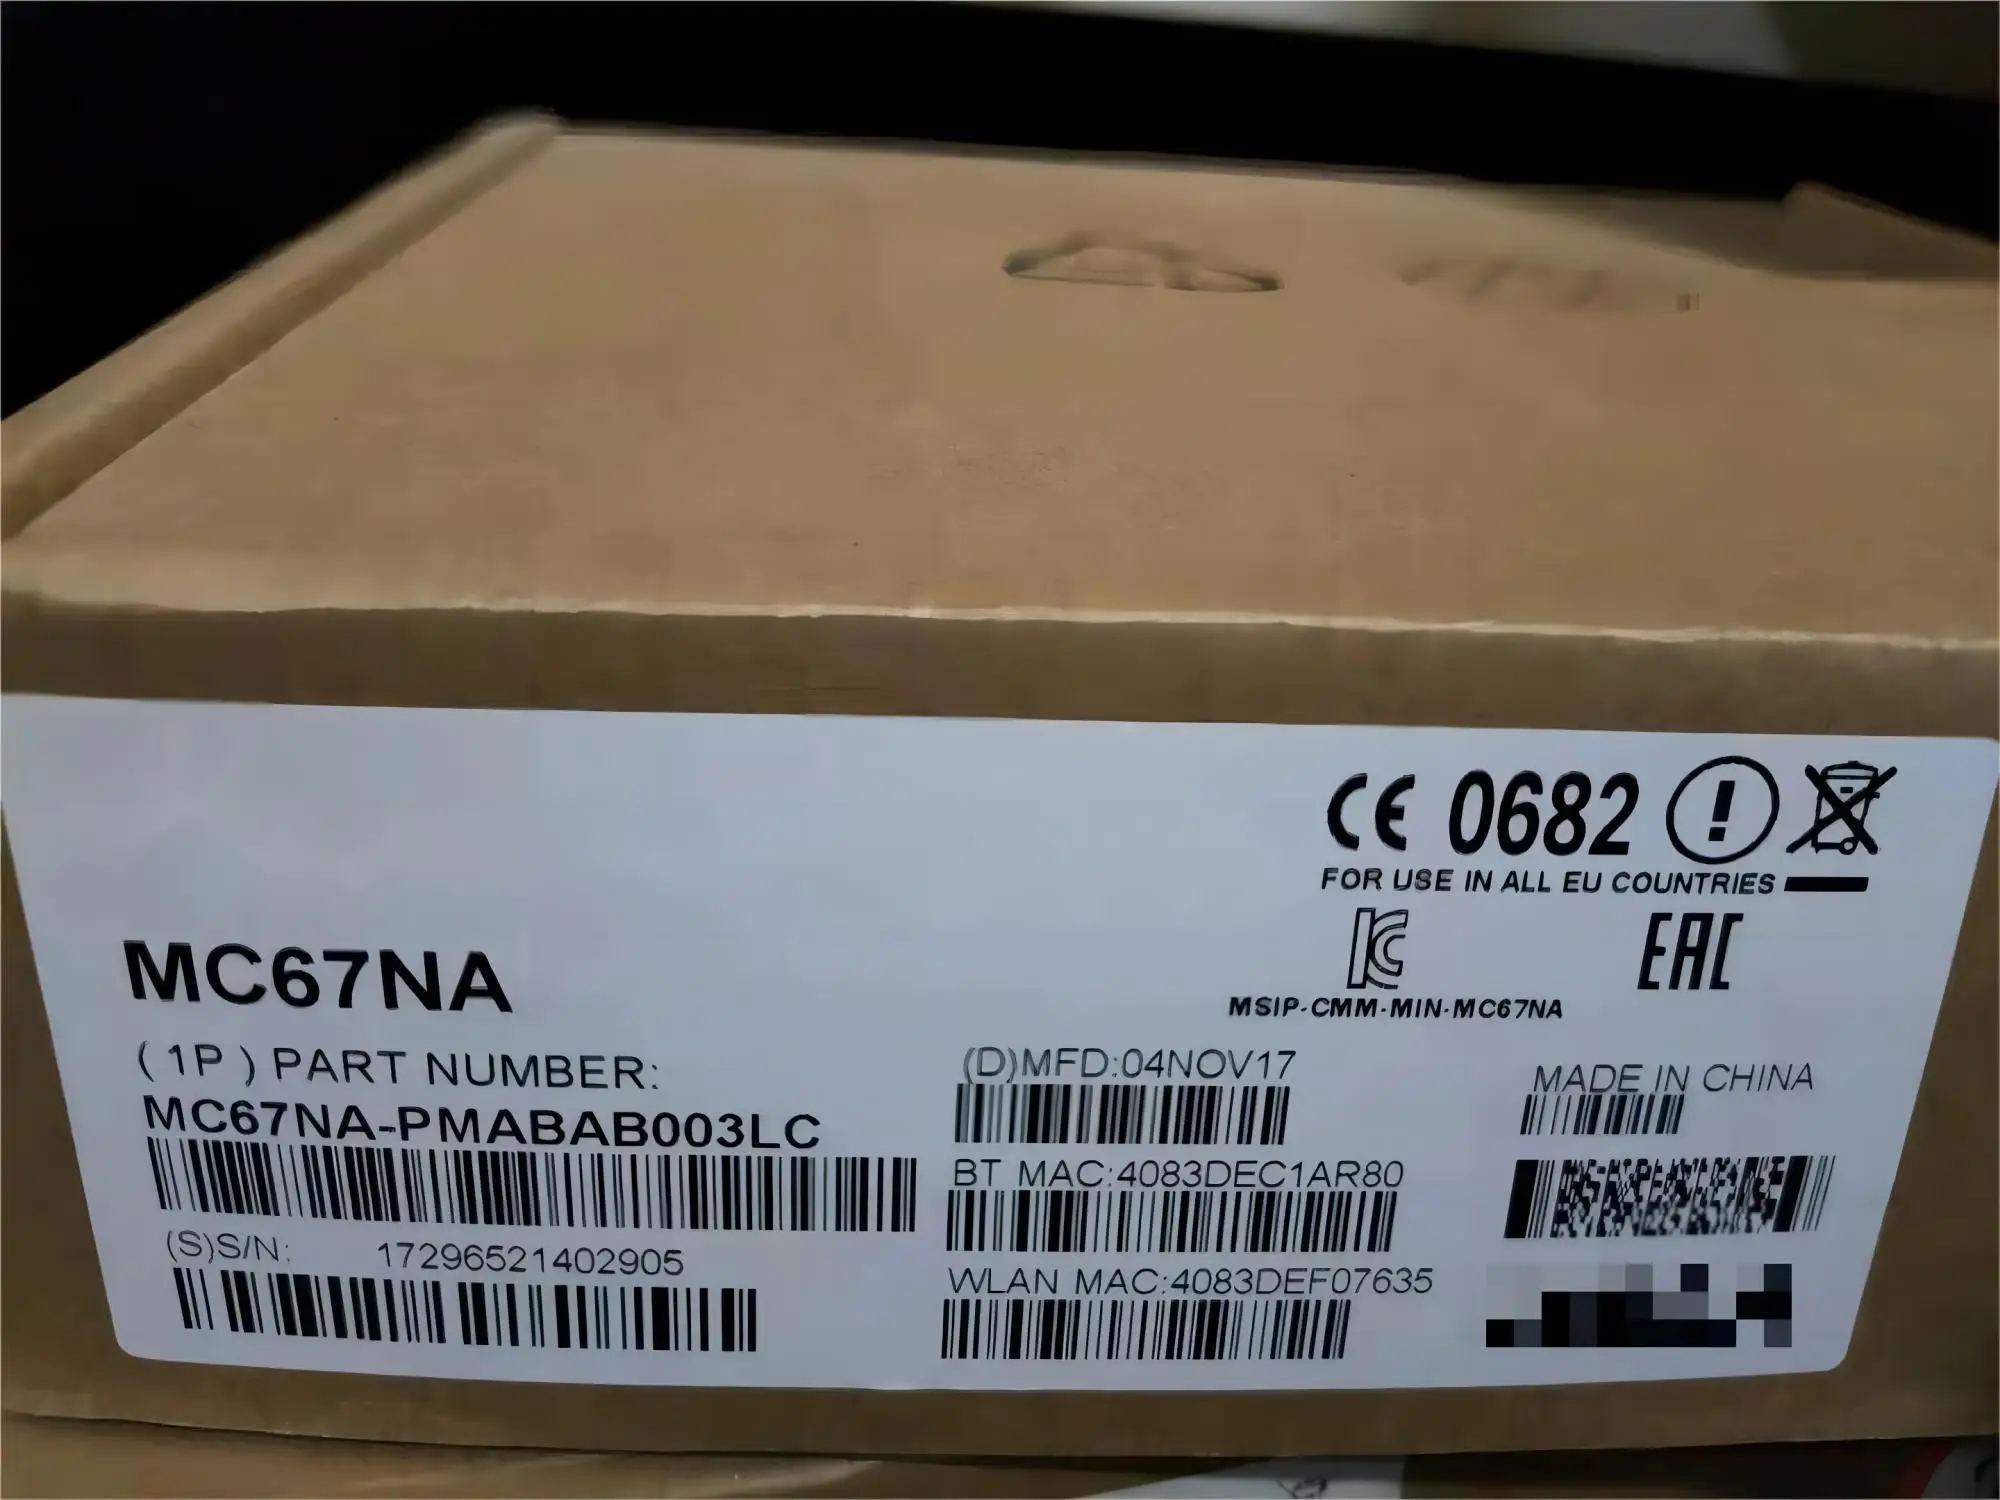 CE 0682
FOR USE IN ALL EU COUNTRIES
KC
EAC
MSIP-CMM-MIN-MC67NA
MC67NA
(1P) PART NUMBER:
MC67NA-PMABAB003LC
(S)S/N: 17296521402905
(D)MFD:04NOV17
BT MAC:4083DEC1AR80
WLAN MAC:4083DEF07635
MADE IN CHINA